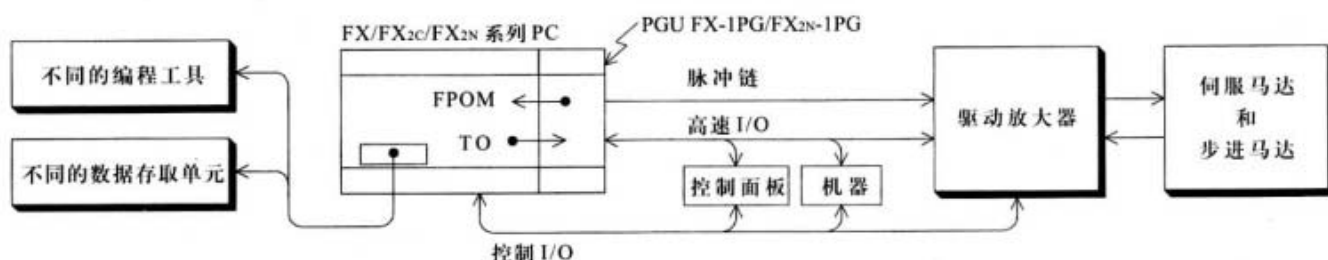 FX/FX2C/FX2N 系列 PC
PGU FX-1PG/FX2N-1PG
不同的编程工具
不同的数据存取单元
FPOM
TO
脉冲链
高速 I/O
控制面板
机器
控制 I/O
驱动放大器
伺服马达
和
步进马达